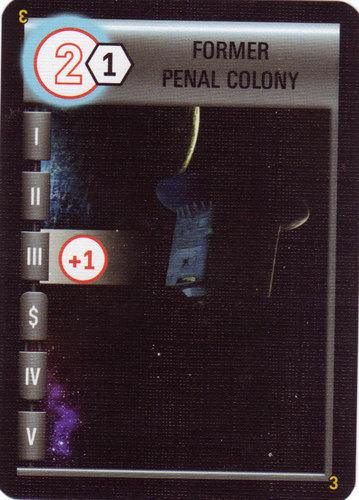 3
2 1
FORMER
PENAL COLONY
I
II
III +1
$
IV
V
3